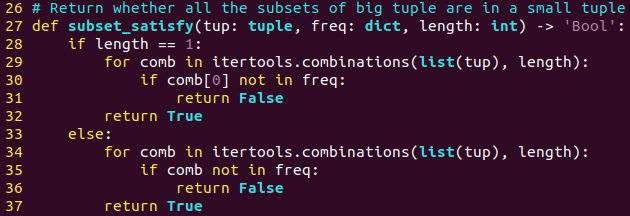 26 # Return whether all the subsets of big tuple are in a small tuple
27 def subset_satisfy(tup: tuple, freq: dict, length: int) -> 'Bool':
28     if length == 1:
29         for comb in itertools.combinations(list(tup), length):
30             if comb[0] not in freq:
31                 return False
32         return True
33     else:
34         for comb in itertools.combinations(list(tup), length):
35             if comb not in freq:
36                 return False
37         return True